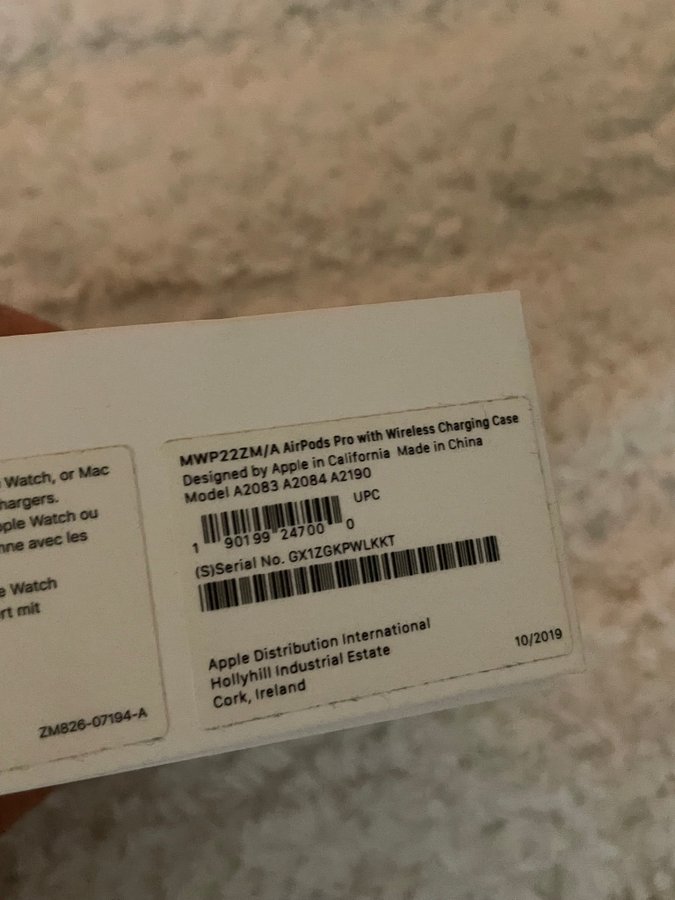 Watch, or Mac
hargers.
ople Watch ou
nne avec les
e Watch
rt mit
ZM826-07194-A
MWP22ZM/A AirPods Pro with Wireless Charging Case
Designed by Apple in California Made in China
Model A2083 A2084 A2190
UPC
1 90199 24700 0
(S)Serial No. GX1ZGKPWLKKT
Apple Distribution International
Hollyhill Industrial Estate
Cork, Ireland
10/2019